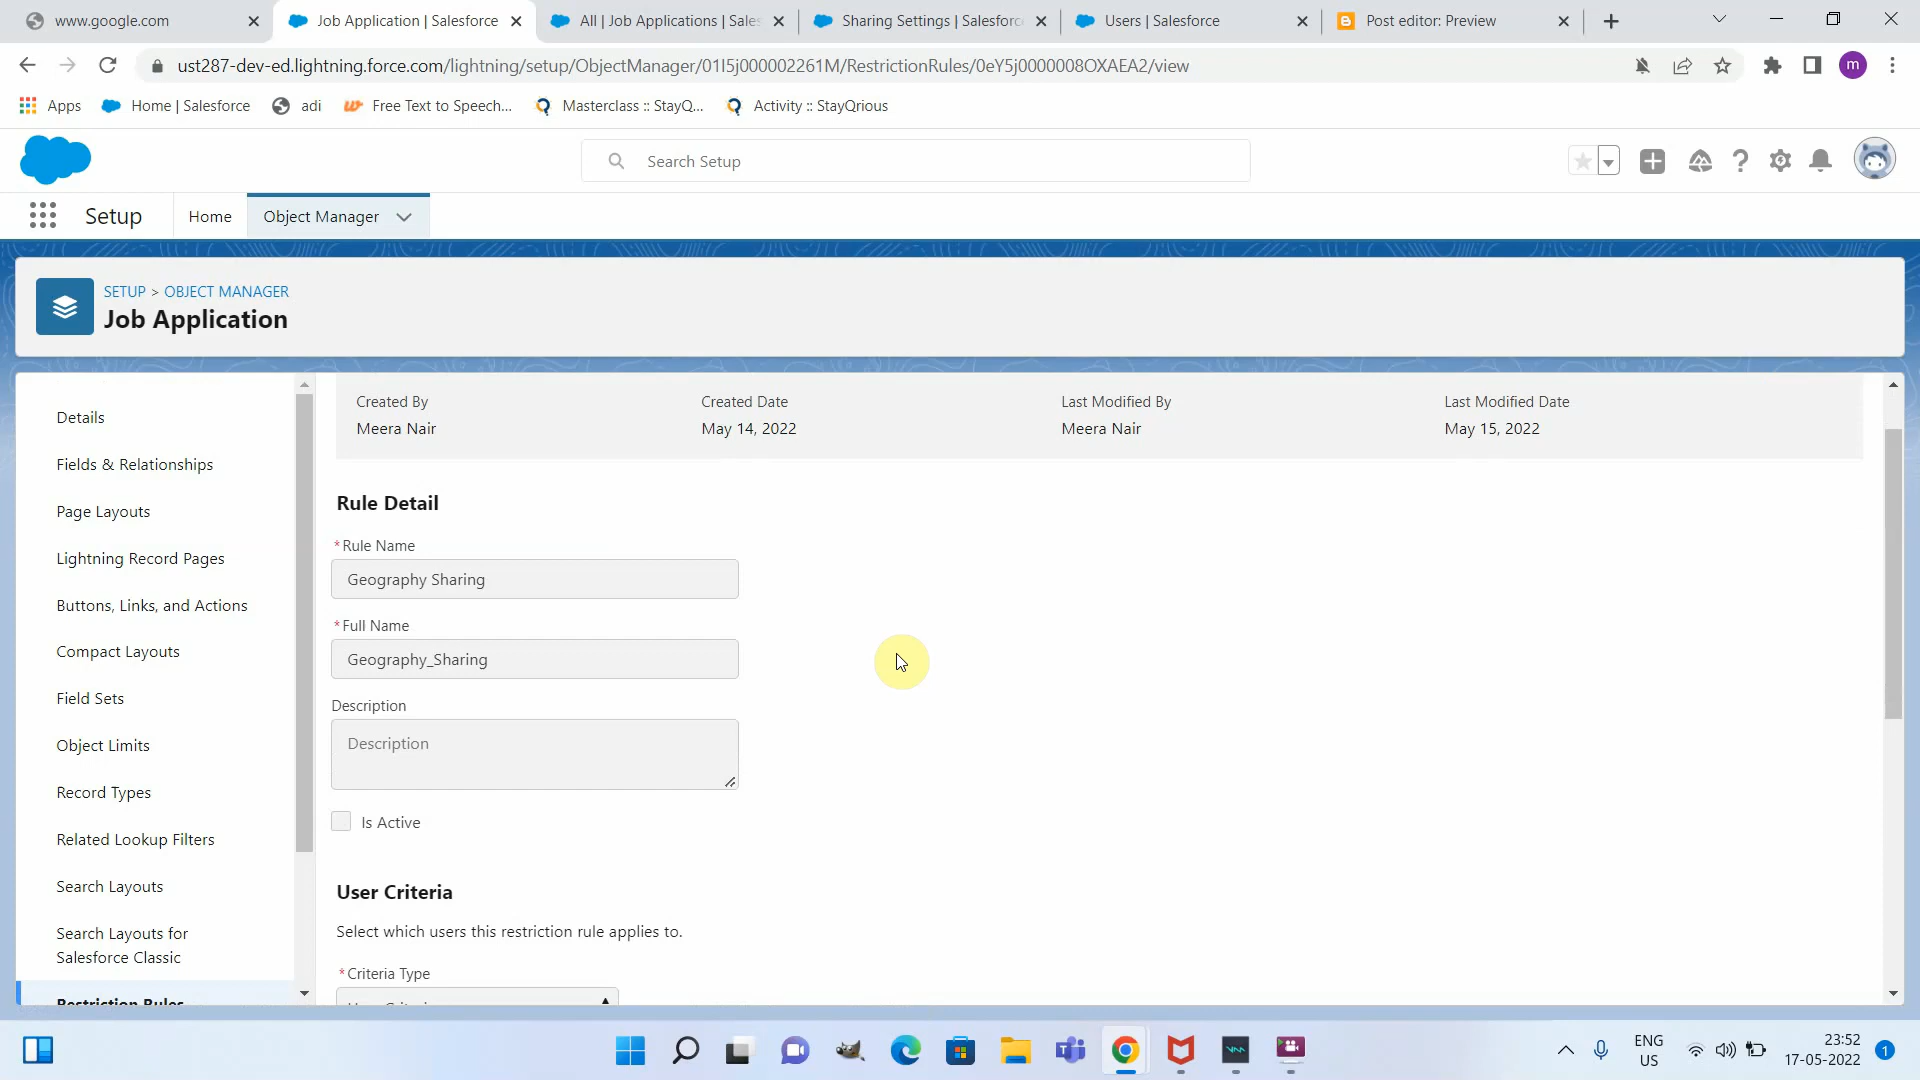 www.google.com
Job Application | Salesforce
All | Job Applications | Sales
Sharing Settings | Salesforc
Users | Salesforce
Post editor: Preview
ust287-dev-ed.lightning.force.com/lightning/setup/ObjectManager/01I5j000002261M/RestrictionRules/0eY5j0000008OXAEA2/view
m
Apps
Home | Salesforce
adi
Free Text to Speech...
Masterclass :: StayQ...
Activity :: StayQrious
Search Setup
Setup
Home
Object Manager
SETUP > OBJECT MANAGER
Job Application
Details
Fields & Relationships
Page Layouts
Lightning Record Pages
Buttons, Links, and Actions
Compact Layouts
Field Sets
Object Limits
Record Types
Related Lookup Filters
Search Layouts
Search Layouts for
Salesforce Classic
Restriction Rules
Created By
Meera Nair
Created Date
May 14, 2022
Last Modified By
Meera Nair
Last Modified Date
May 15, 2022
Rule Detail
*Rule Name
Geography Sharing
*Full Name
Geography_Sharing
Description
Description
Is Active
User Criteria
Select which users this restriction rule applies to.
*Criteria Type
User Criteria
ENG
US
23:52
17-05-2022
1